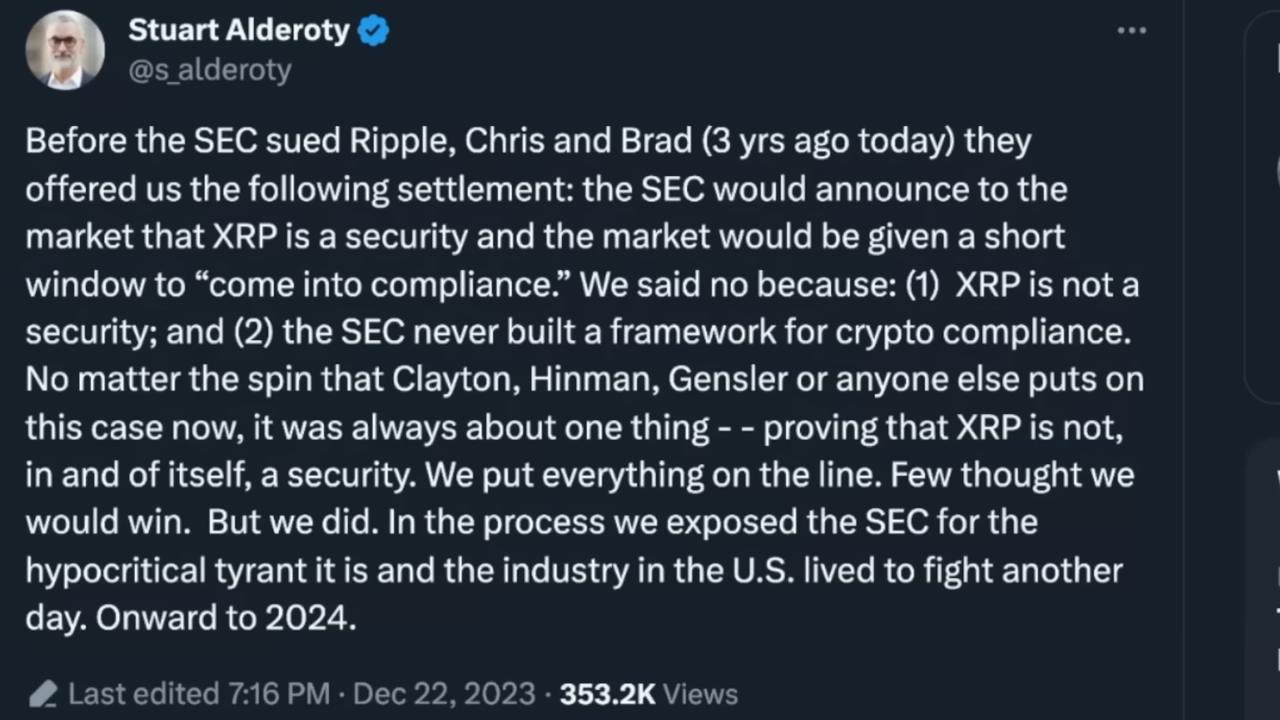 Stuart Alderoty
@s_alderoty
Before the SEC sued Ripple, Chris and Brad (3 yrs ago today) they
offered us the following settlement: the SEC would announce to the
market that XRP is a security and the market would be given a short
window to “come into compliance.” We said no because: (1)  XRP is not a
security; and (2) the SEC never built a framework for crypto compliance.
No matter the spin that Clayton, Hinman, Gensler or anyone else puts on
this case now, it was always about one thing - - proving that XRP is not,
in and of itself, a security. We put everything on the line. Few thought we
would win.  But we did. In the process we exposed the SEC for the
hypocritical tyrant it is and the industry in the U.S. lived to fight another
day. Onward to 2024.
Last edited 7:16 PM · Dec 22, 2023 · 353.2K Views